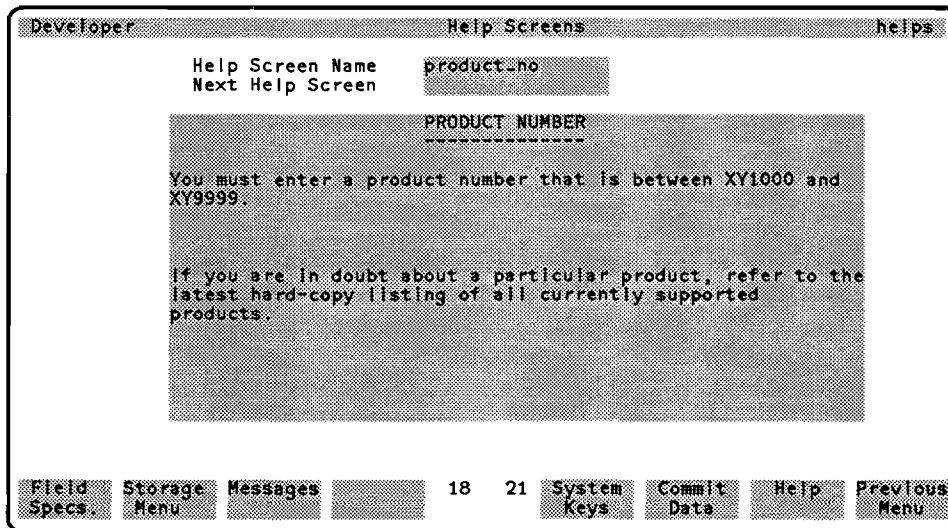 Developer Help Screens helps
Help Screen Name product_no
Next Help Screen
PRODUCT NUMBER
--------------
You must enter a product number that is between XY1000 and
XY9999.
If you are in doubt about a particular product, refer to the
latest hard-copy listing of all currently supported
products.
Field Storage Messages 18 21 System Commit Help Previous
Specs. Menu Keys Data Menu